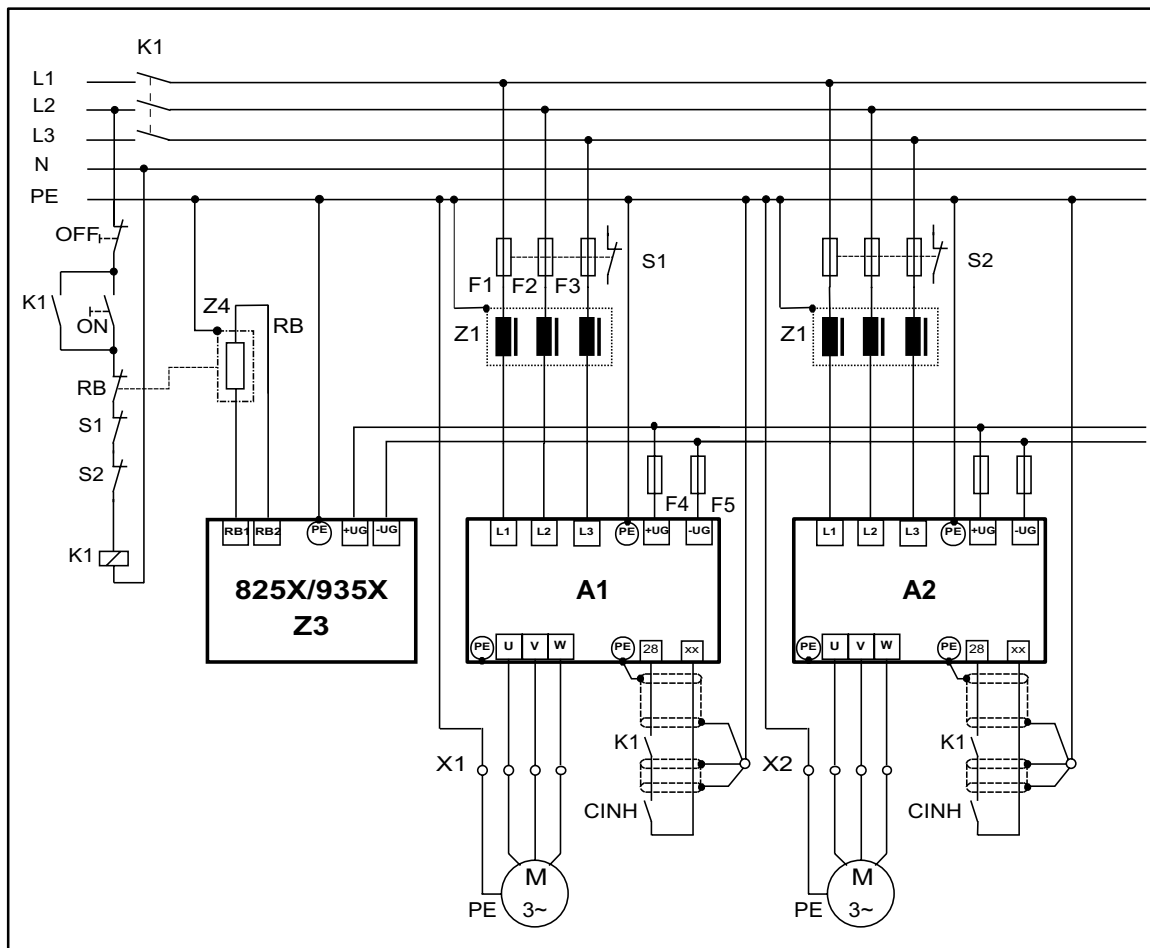 K1
L1
L2
L3
N
PE
OFF
S1
S2
K1
Z4
F1
F2
F3
ON
RB
Z1
Z1
RB
S1
S2
F4
F5
K1
RB1
RB2
PE
+UG
-UG
L1
L2
L3
PE
+UG
-UG
L1
L2
L3
PE
+UG
-UG
825X/935X
Z3
A1
A2
PE
U
V
W
PE
28
xx
PE
U
V
W
PE
28
xx
K1
K1
X1
X2
CINH
CINH
M
3~
PE
M
3~
PE